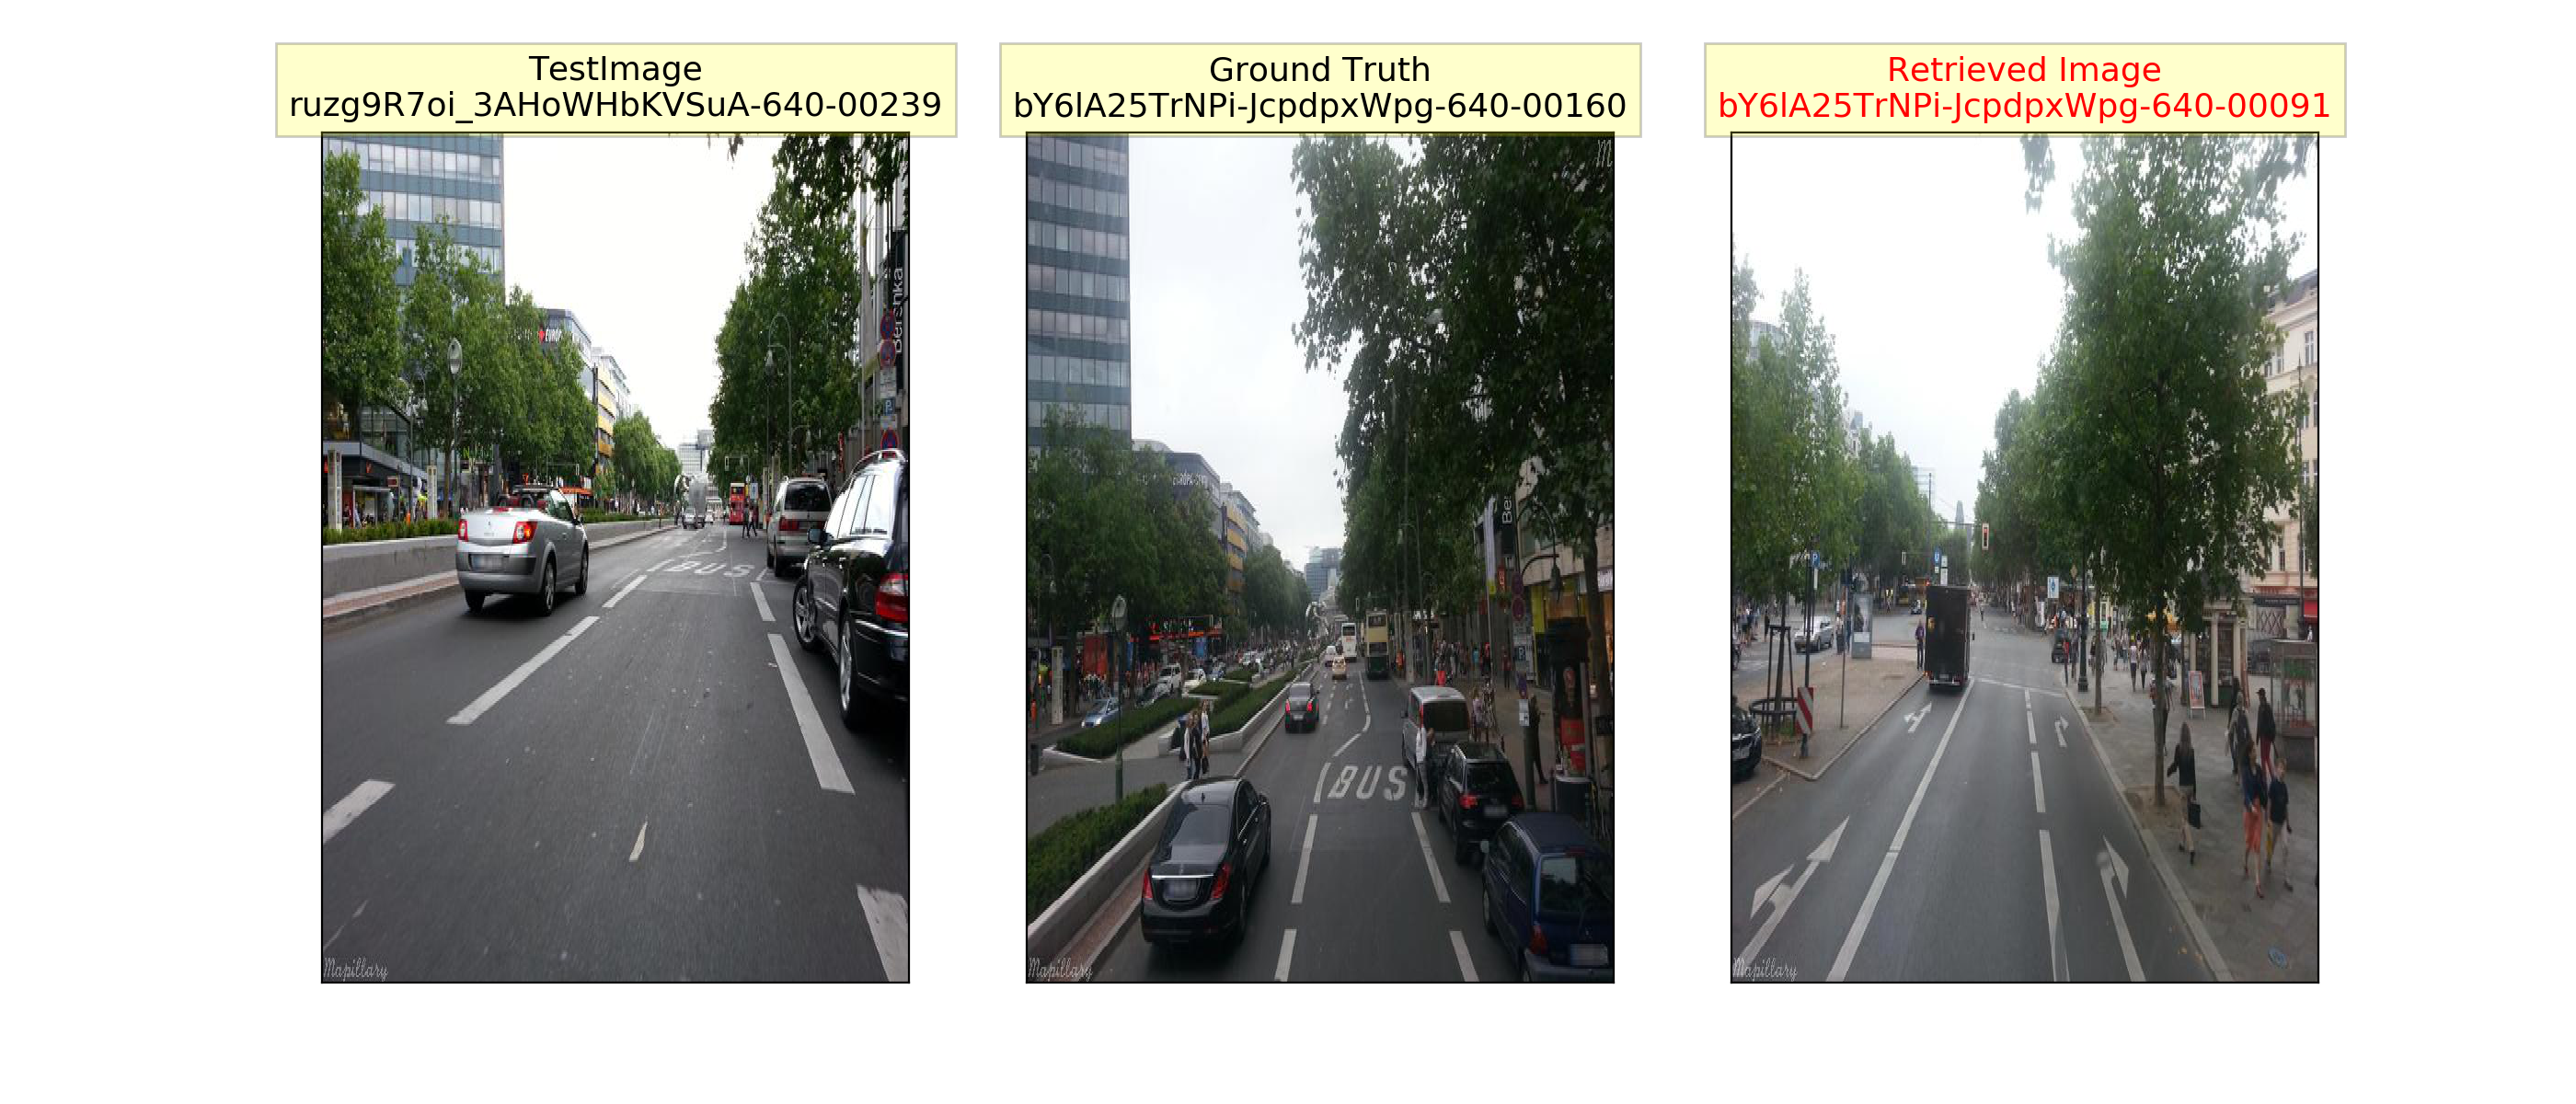 TestImage
ruzg9R7oi_3AHoWHbKVSuA-640-00239
Ground Truth
bY6lA25TrNPi-JcpdpxWpg-640-00160
Retrieved Image
bY6lA25TrNPi-JcpdpxWpg-640-00091
Bershka
BUS
Mapillary
M
Ber
BUS
Mapillary
Mapillary